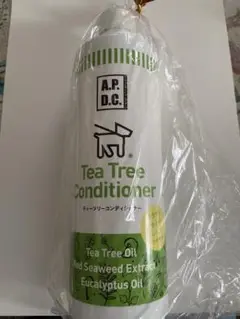 A.P.
D.C.
®
Tea Tree
Conditioner
ティーツリーコンディショナー
Tea Tree Oil
and Seaweed Extract
Eucalyptus Oil